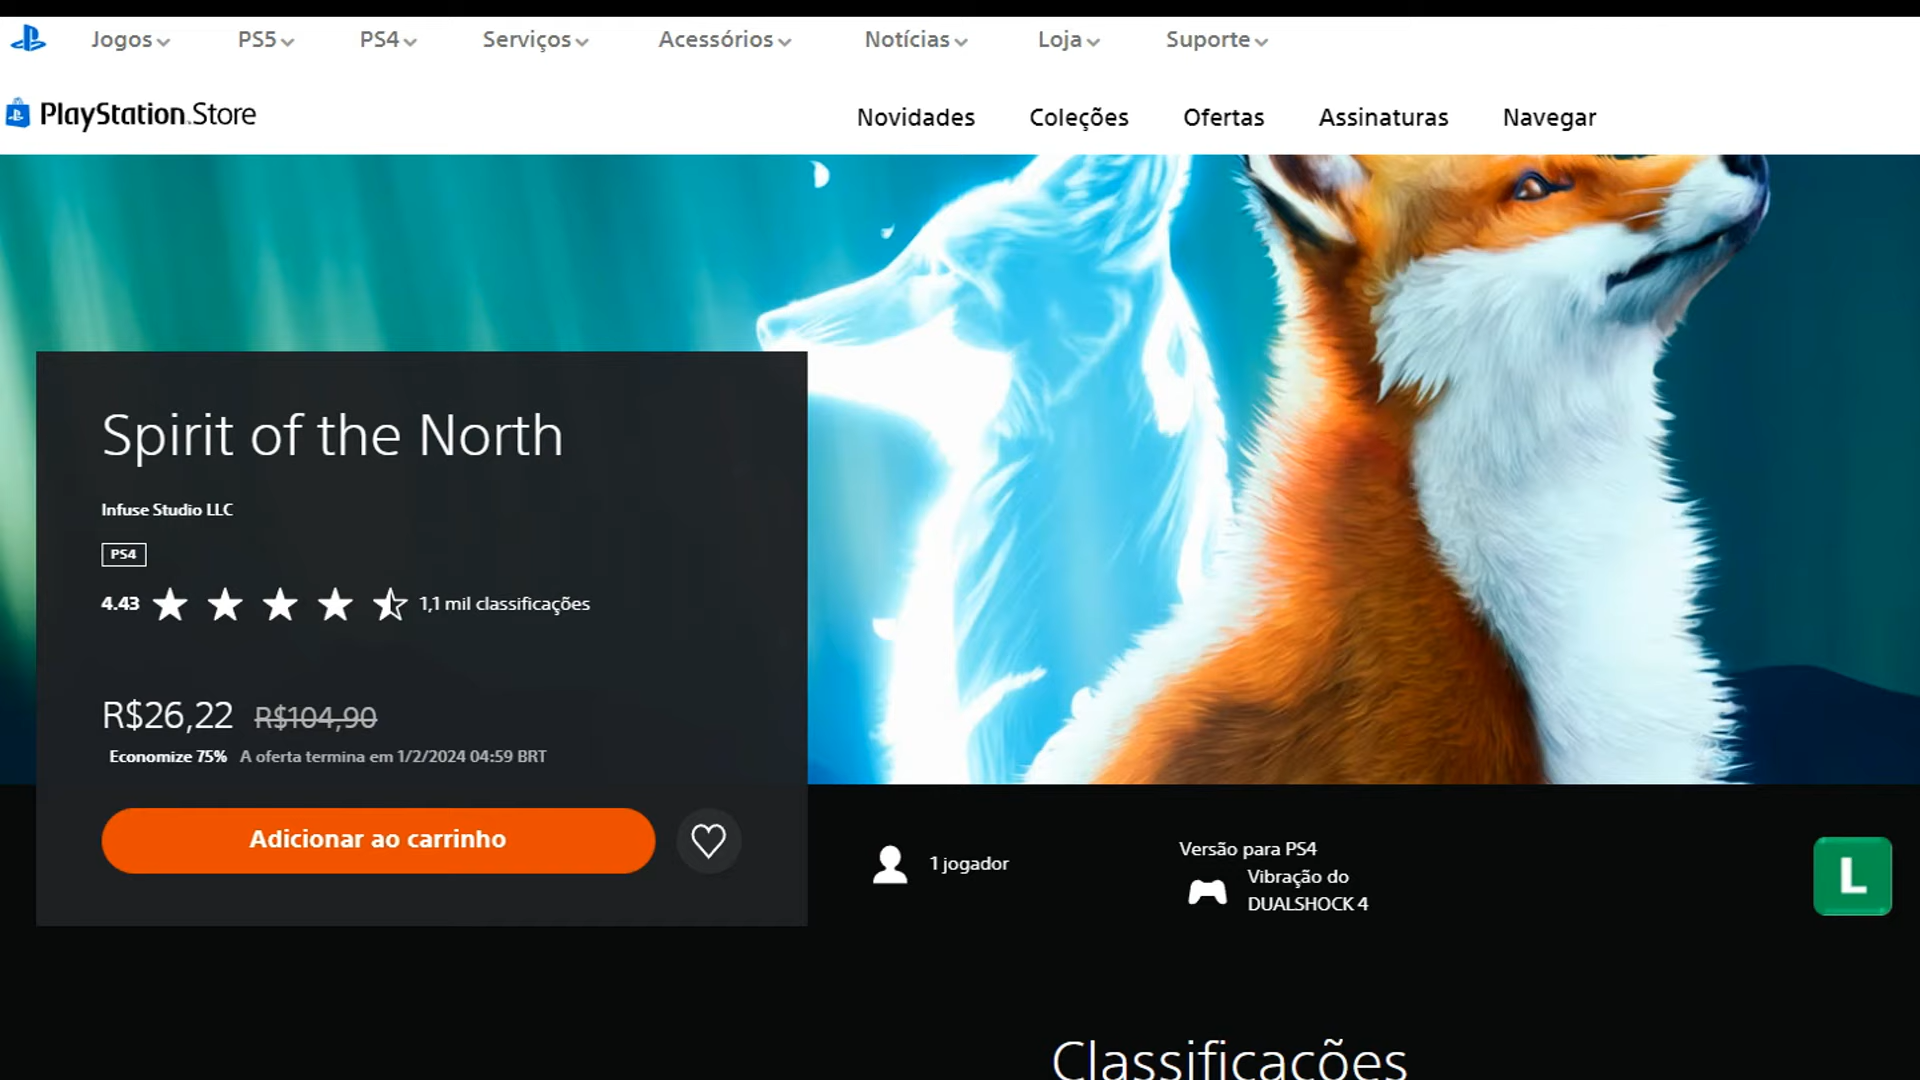 Jogos PS5 PS4 Serviços Acessórios Notícias Loja Suporte
PlayStation.Store
Novidades Coleções Ofertas Assinaturas Navegar
Spirit of the North
Infuse Studio LLC
PS4
4.43 1,1 mil classificações
R$26,22 R$104,90
Economize 75% A oferta termina em 1/2/2024 04:59 BRT
Adicionar ao carrinho
1 jogador
Versão para PS4
Vibração do
DUALSHOCK 4
L
Classificações